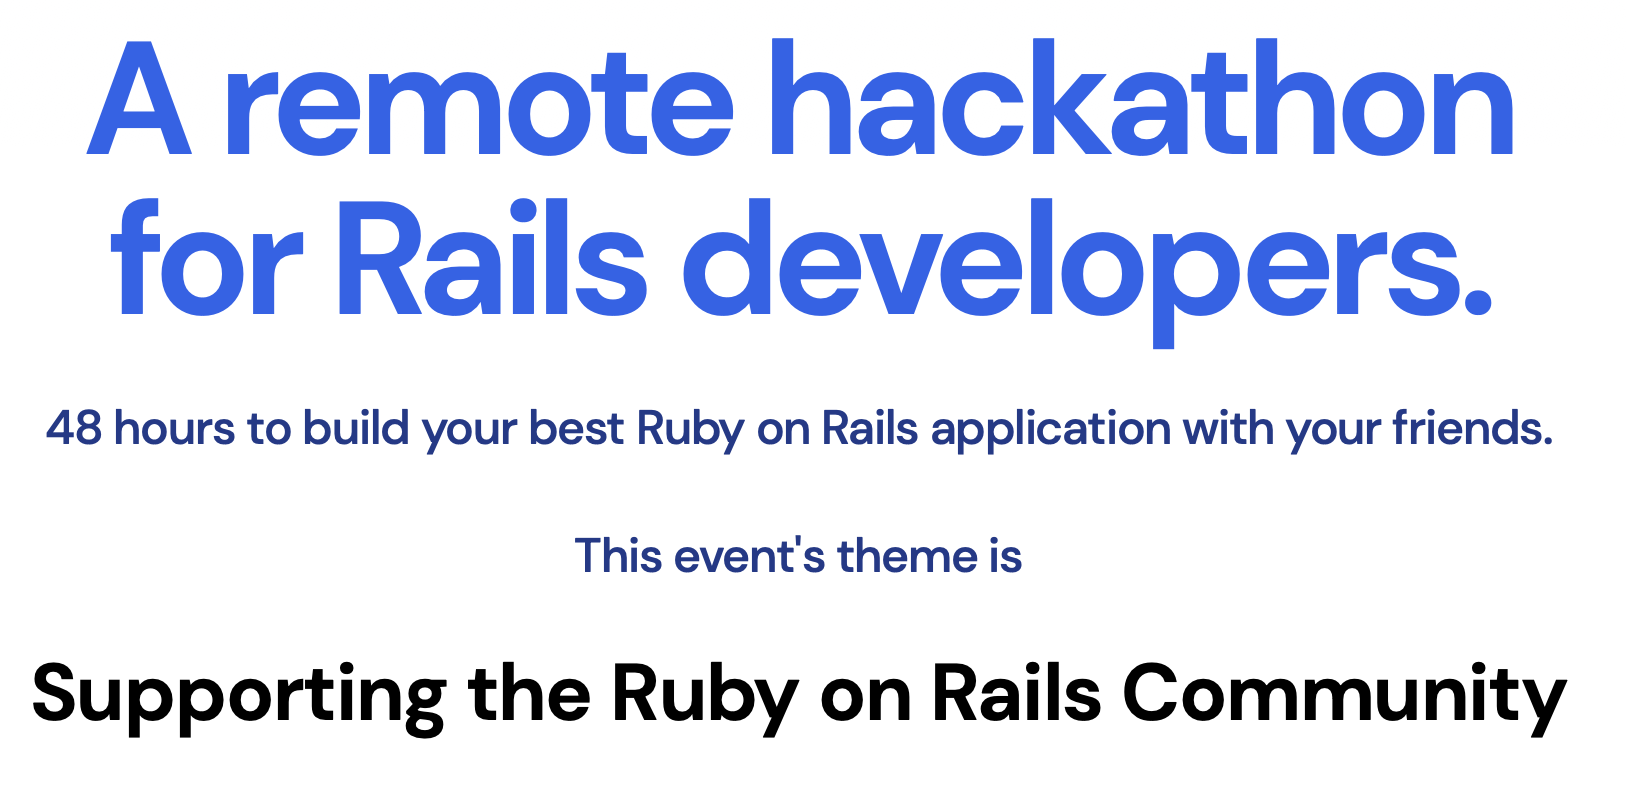 A remote hackathon
for Rails developers.
48 hours to build your best Ruby on Rails application with your friends.
This event's theme is
Supporting the Ruby on Rails Community